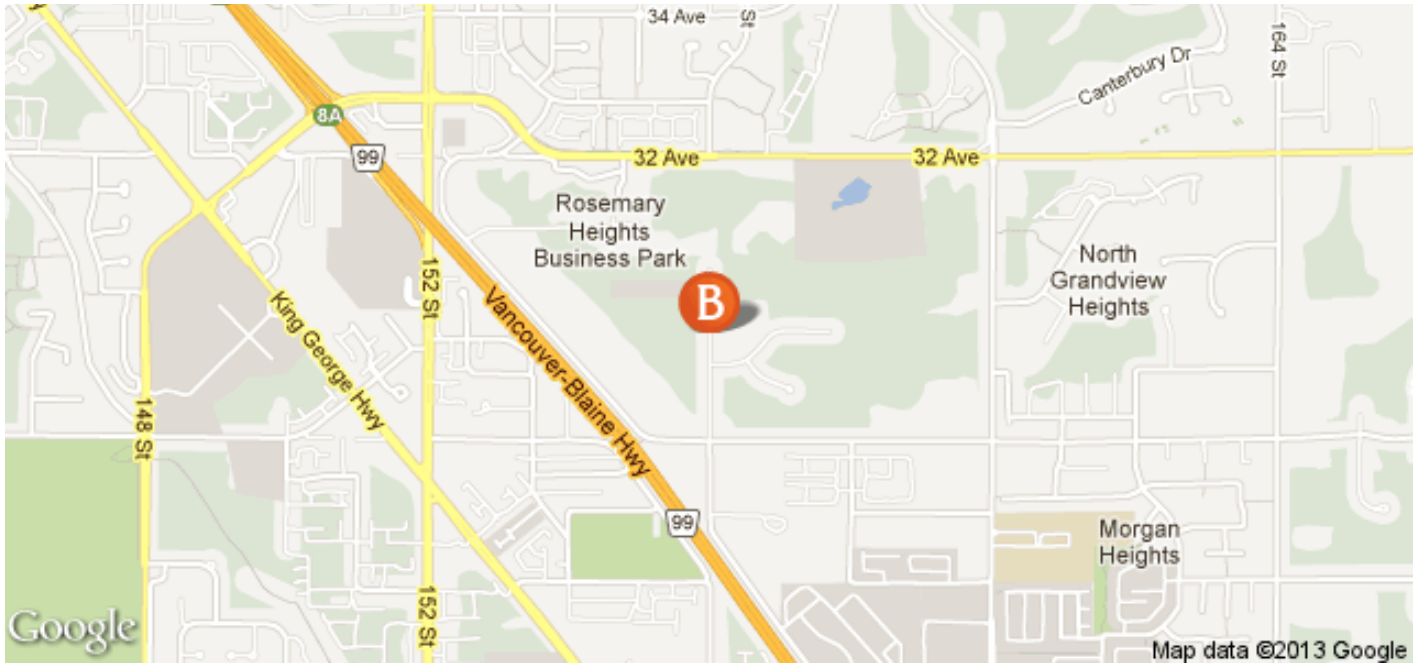 34 Ave
St
164 St
Canterbury Dr
8A
99
32 Ave
32 Ave
Rosemary
Heights
Business Park
152 St
North
Grandview
Heights
B
King George Hwy
Vancouver-Blaine Hwy
148 St
99
Morgan
Heights
152 St
Google
Map data ©2013 Google